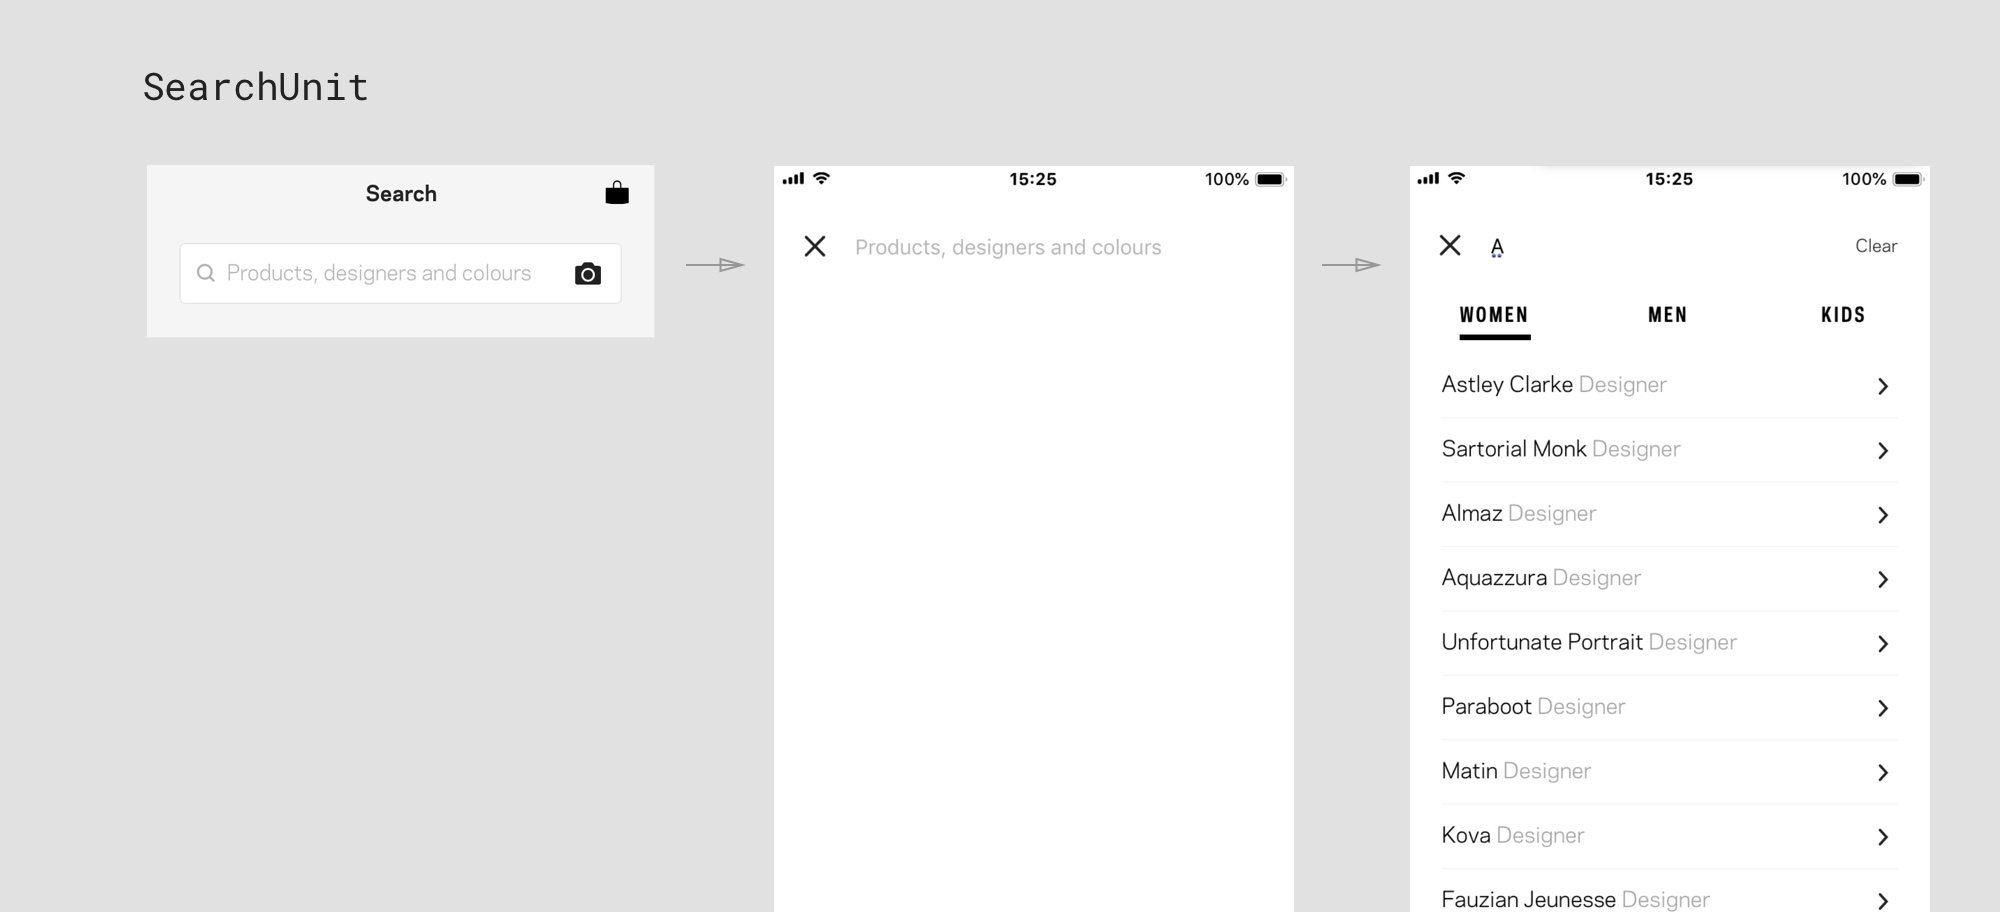 SearchUnit
Search
Products, designers and colours
15:25 100%
Products, designers and colours
15:25 100%
A Clear
WOMEN MEN KIDS
Astley Clarke Designer
Sartorial Monk Designer
Almaz Designer
Aquazzura Designer
Unfortunate Portrait Designer
Paraboot Designer
Matin Designer
Kova Designer
Fauzian Jeunesse Designer